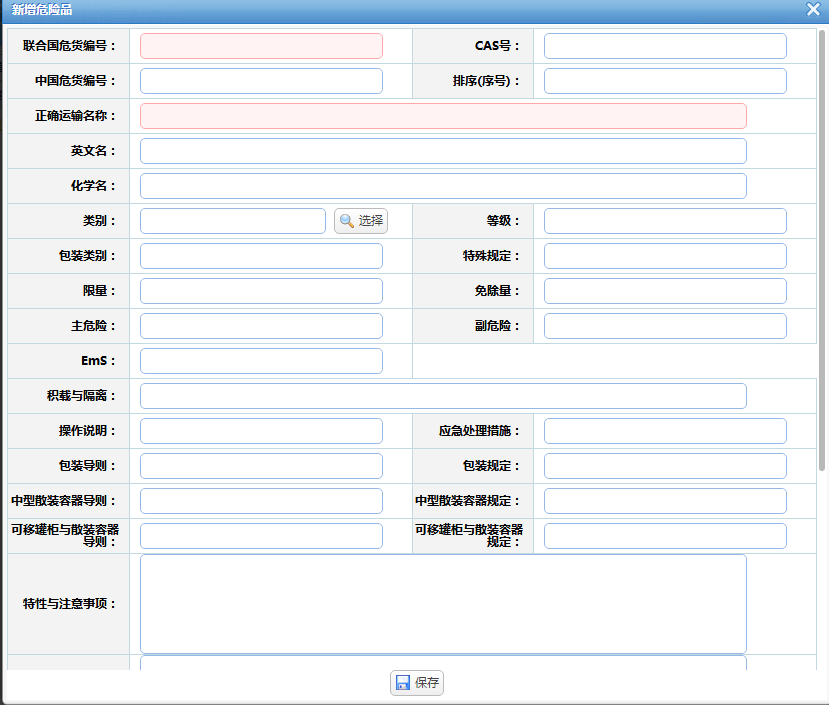 新增危险品
联合国危货编号： CAS号：
中国危货编号： 排序(序号)：
正确运输名称：
英文名：
化学名：
类别： 选择 等级：
包装类别： 特殊规定：
限量： 免除量：
主危险： 副危险：
EmS：
积载与隔离：
操作说明： 应急处理措施：
包装导则： 包装规定：
中型散装容器导则： 中型散装容器规定：
可移罐柜与散装容器 可移罐柜与散装容器
导则： 规定：
特性与注意事项：
保存